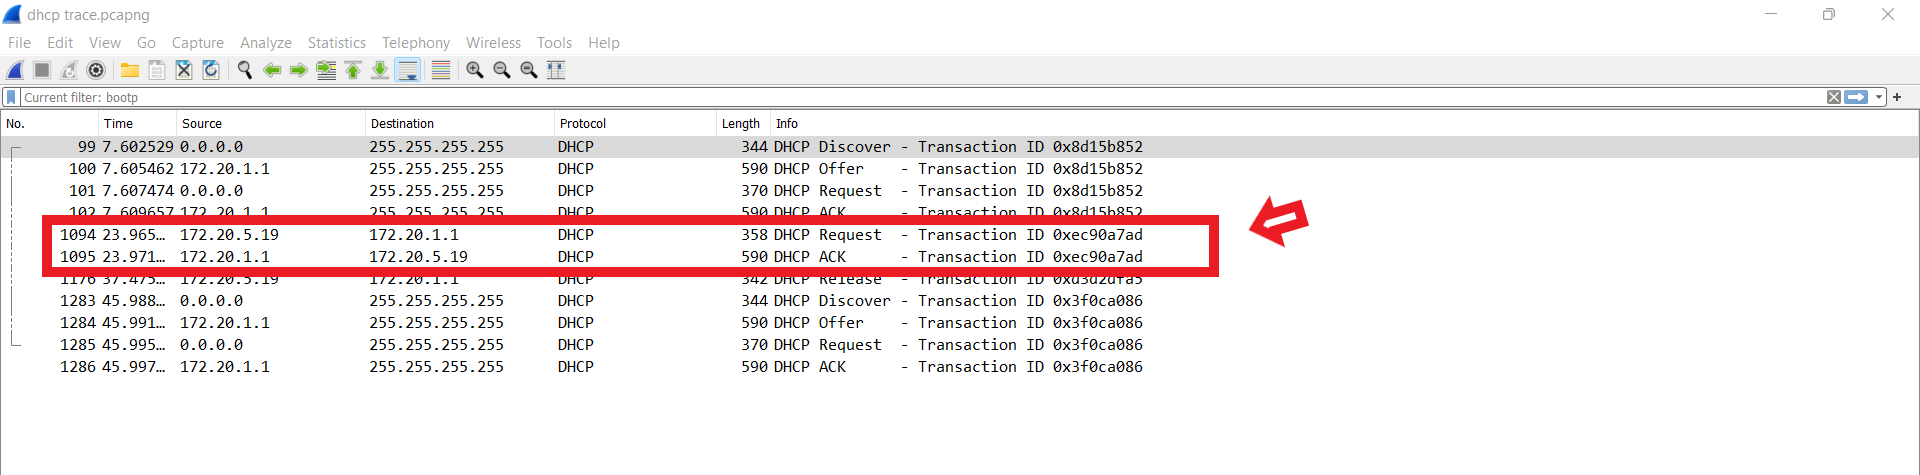 dhcp trace.pcapng
File Edit View Go Capture Analyze Statistics Telephony Wireless Tools Help
Current filter: bootp
No. Time Source Destination Protocol Length Info
99 7.602529 0.0.0.0 255.255.255.255 DHCP 344 DHCP Discover - Transaction ID 0x8d15b852
100 7.605462 172.20.1.1 255.255.255.255 DHCP 590 DHCP Offer - Transaction ID 0x8d15b852
101 7.607474 0.0.0.0 255.255.255.255 DHCP 370 DHCP Request - Transaction ID 0x8d15b852
102 7.609657 172.20.1.1 255.255.255.255 DHCP 590 DHCP ACK - Transaction ID 0x8d15b852
1094 23.965… 172.20.5.19 172.20.1.1 DHCP 358 DHCP Request - Transaction ID 0xec90a7ad
1095 23.971… 172.20.1.1 172.20.5.19 DHCP 590 DHCP ACK - Transaction ID 0xec90a7ad
1176 37.475… 172.20.5.19 172.20.1.1 DHCP 342 DHCP Release - Transaction ID 0xd3d2dfa5
1283 45.988… 0.0.0.0 255.255.255.255 DHCP 344 DHCP Discover - Transaction ID 0x3f0ca086
1284 45.991… 172.20.1.1 255.255.255.255 DHCP 590 DHCP Offer - Transaction ID 0x3f0ca086
1285 45.995… 0.0.0.0 255.255.255.255 DHCP 370 DHCP Request - Transaction ID 0x3f0ca086
1286 45.997… 172.20.1.1 255.255.255.255 DHCP 590 DHCP ACK - Transaction ID 0x3f0ca086